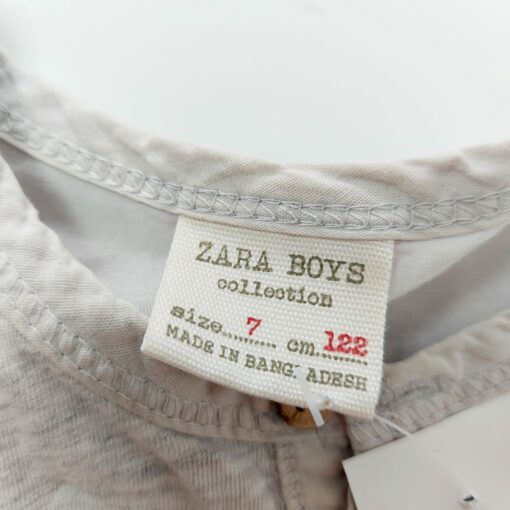 ZARA BOYS
collection
size........7 cm.......122
MADE IN BANGLADESH